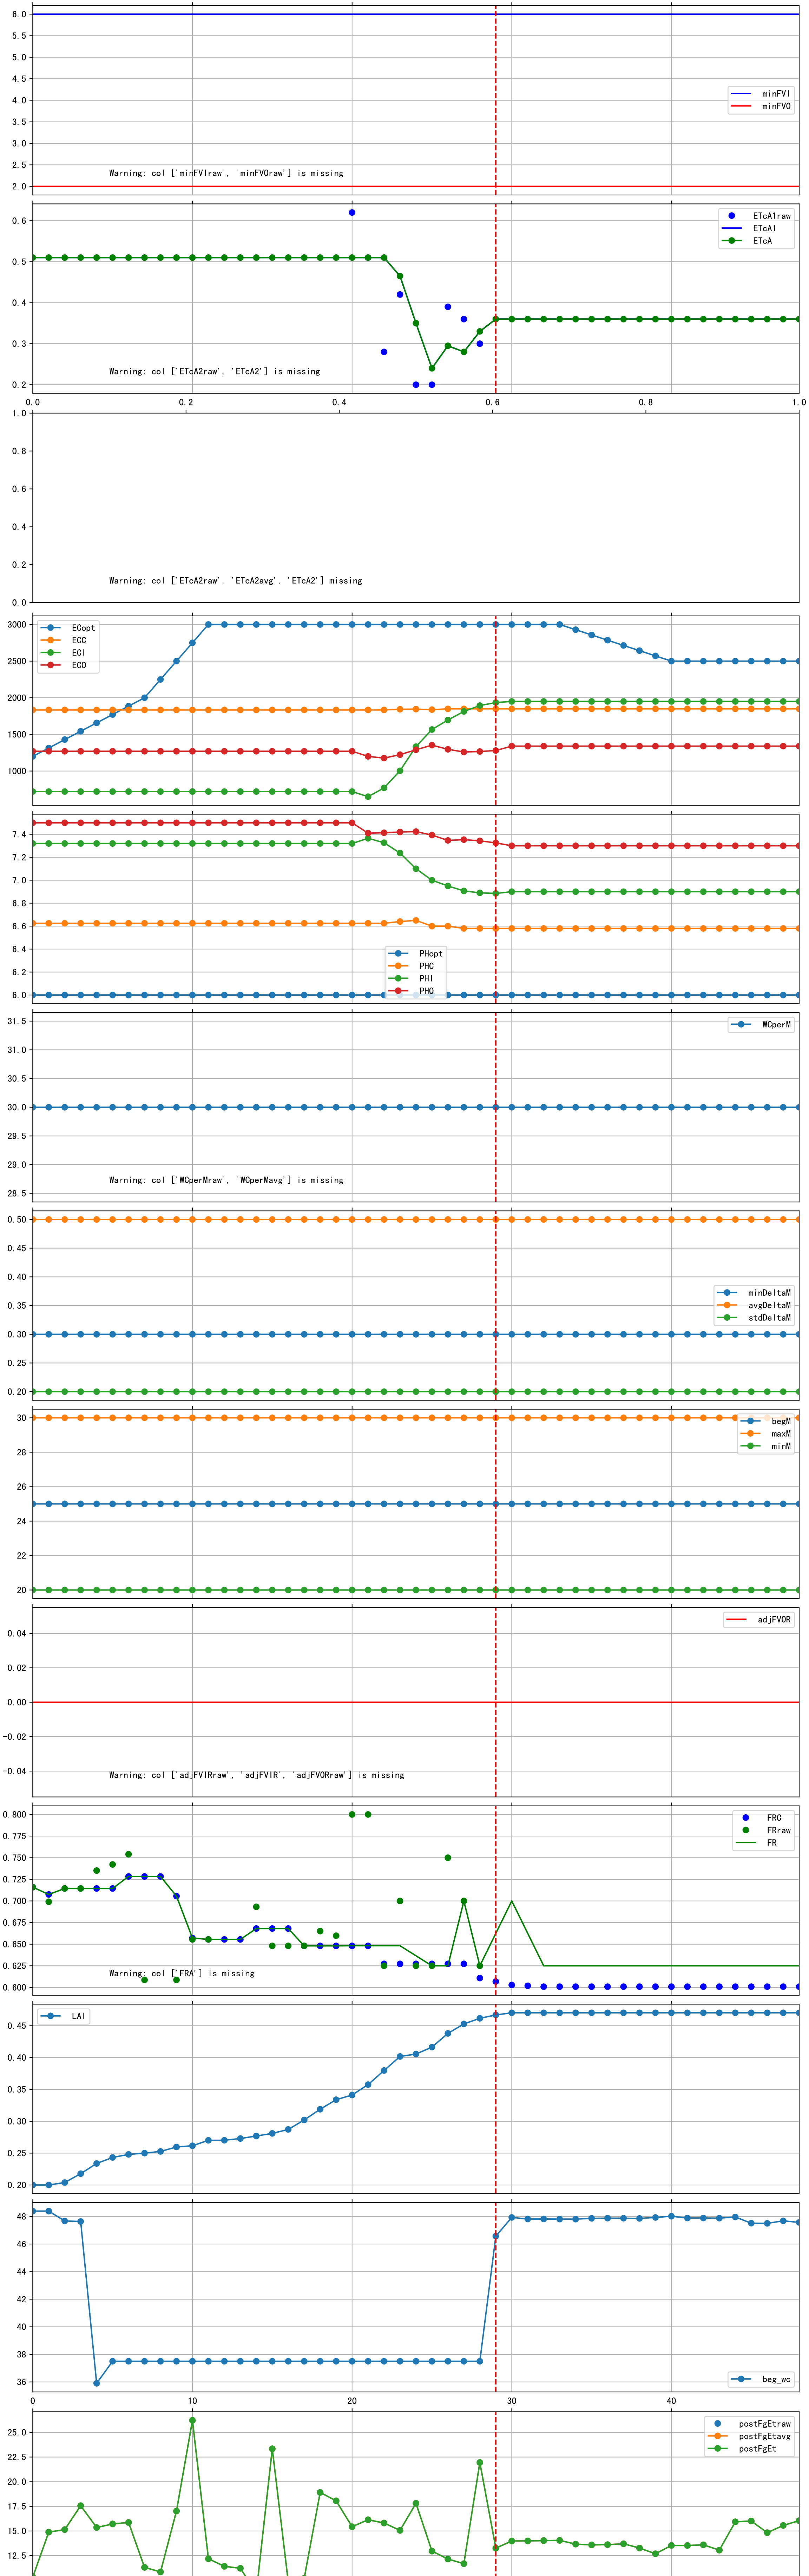 6.0
5.5
5.0
4.5
4.0
3.5
3.0
2.5
2.0
minFVI
minFVO
Warning: col ['minFVIraw', 'minFVOraw'] is missing
0.6
0.5
0.4
0.3
0.2
ETcA1raw
ETcA1
ETcA
Warning: col ['ETcA2raw', 'ETcA2'] is missing
0.0 0.2 0.4 0.6 0.8 1.0
1.0
0.8
0.6
0.4
0.2
0.0
Warning: col ['ETcA2raw', 'ETcA2avg', 'ETcA2'] missing
3000
2500
2000
1500
1000
ECopt
ECC
ECI
ECO
7.4
7.2
7.0
6.8
6.6
6.4
6.2
6.0
PHopt
PHC
PHI
PHO
31.5
31.0
30.5
30.0
29.5
29.0
28.5
WCperM
Warning: col ['WCperMraw', 'WCperMavg'] is missing
0.50
0.45
0.40
0.35
0.30
0.25
0.20
minDeltaM
avgDeltaM
stdDeltaM
30
28
26
24
22
20
begM
maxM
minM
0.04
0.02
0.00
−0.02
−0.04
adjFVOR
Warning: col ['adjFVIRraw', 'adjFVIR', 'adjFVORraw'] is missing
0.800
0.775
0.750
0.725
0.700
0.675
0.650
0.625
0.600
FRC
FRraw
FR
Warning: col ['FRA'] is missing
0.45
0.40
0.35
0.30
0.25
0.20
LAI
48
46
44
42
40
38
36
beg_wc
0 10 20 30 40
25.0
22.5
20.0
17.5
15.0
12.5
postFgEtraw
postFgEtavg
postFgEt